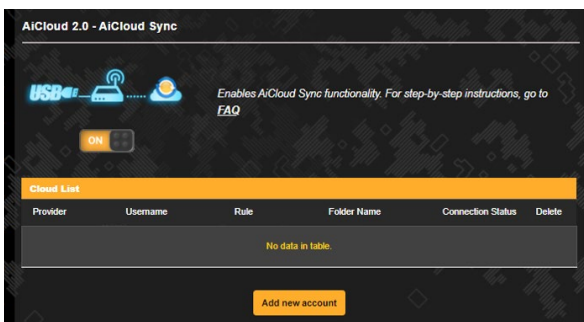 AiCloud 2.0 - AiCloud Sync
USB
Enables AiCloud Sync functionality. For step-by-step instructions, go to
FAQ
ON
Cloud List
Provider Username Rule Folder Name Connection Status Delete
No data in table.
Add new account